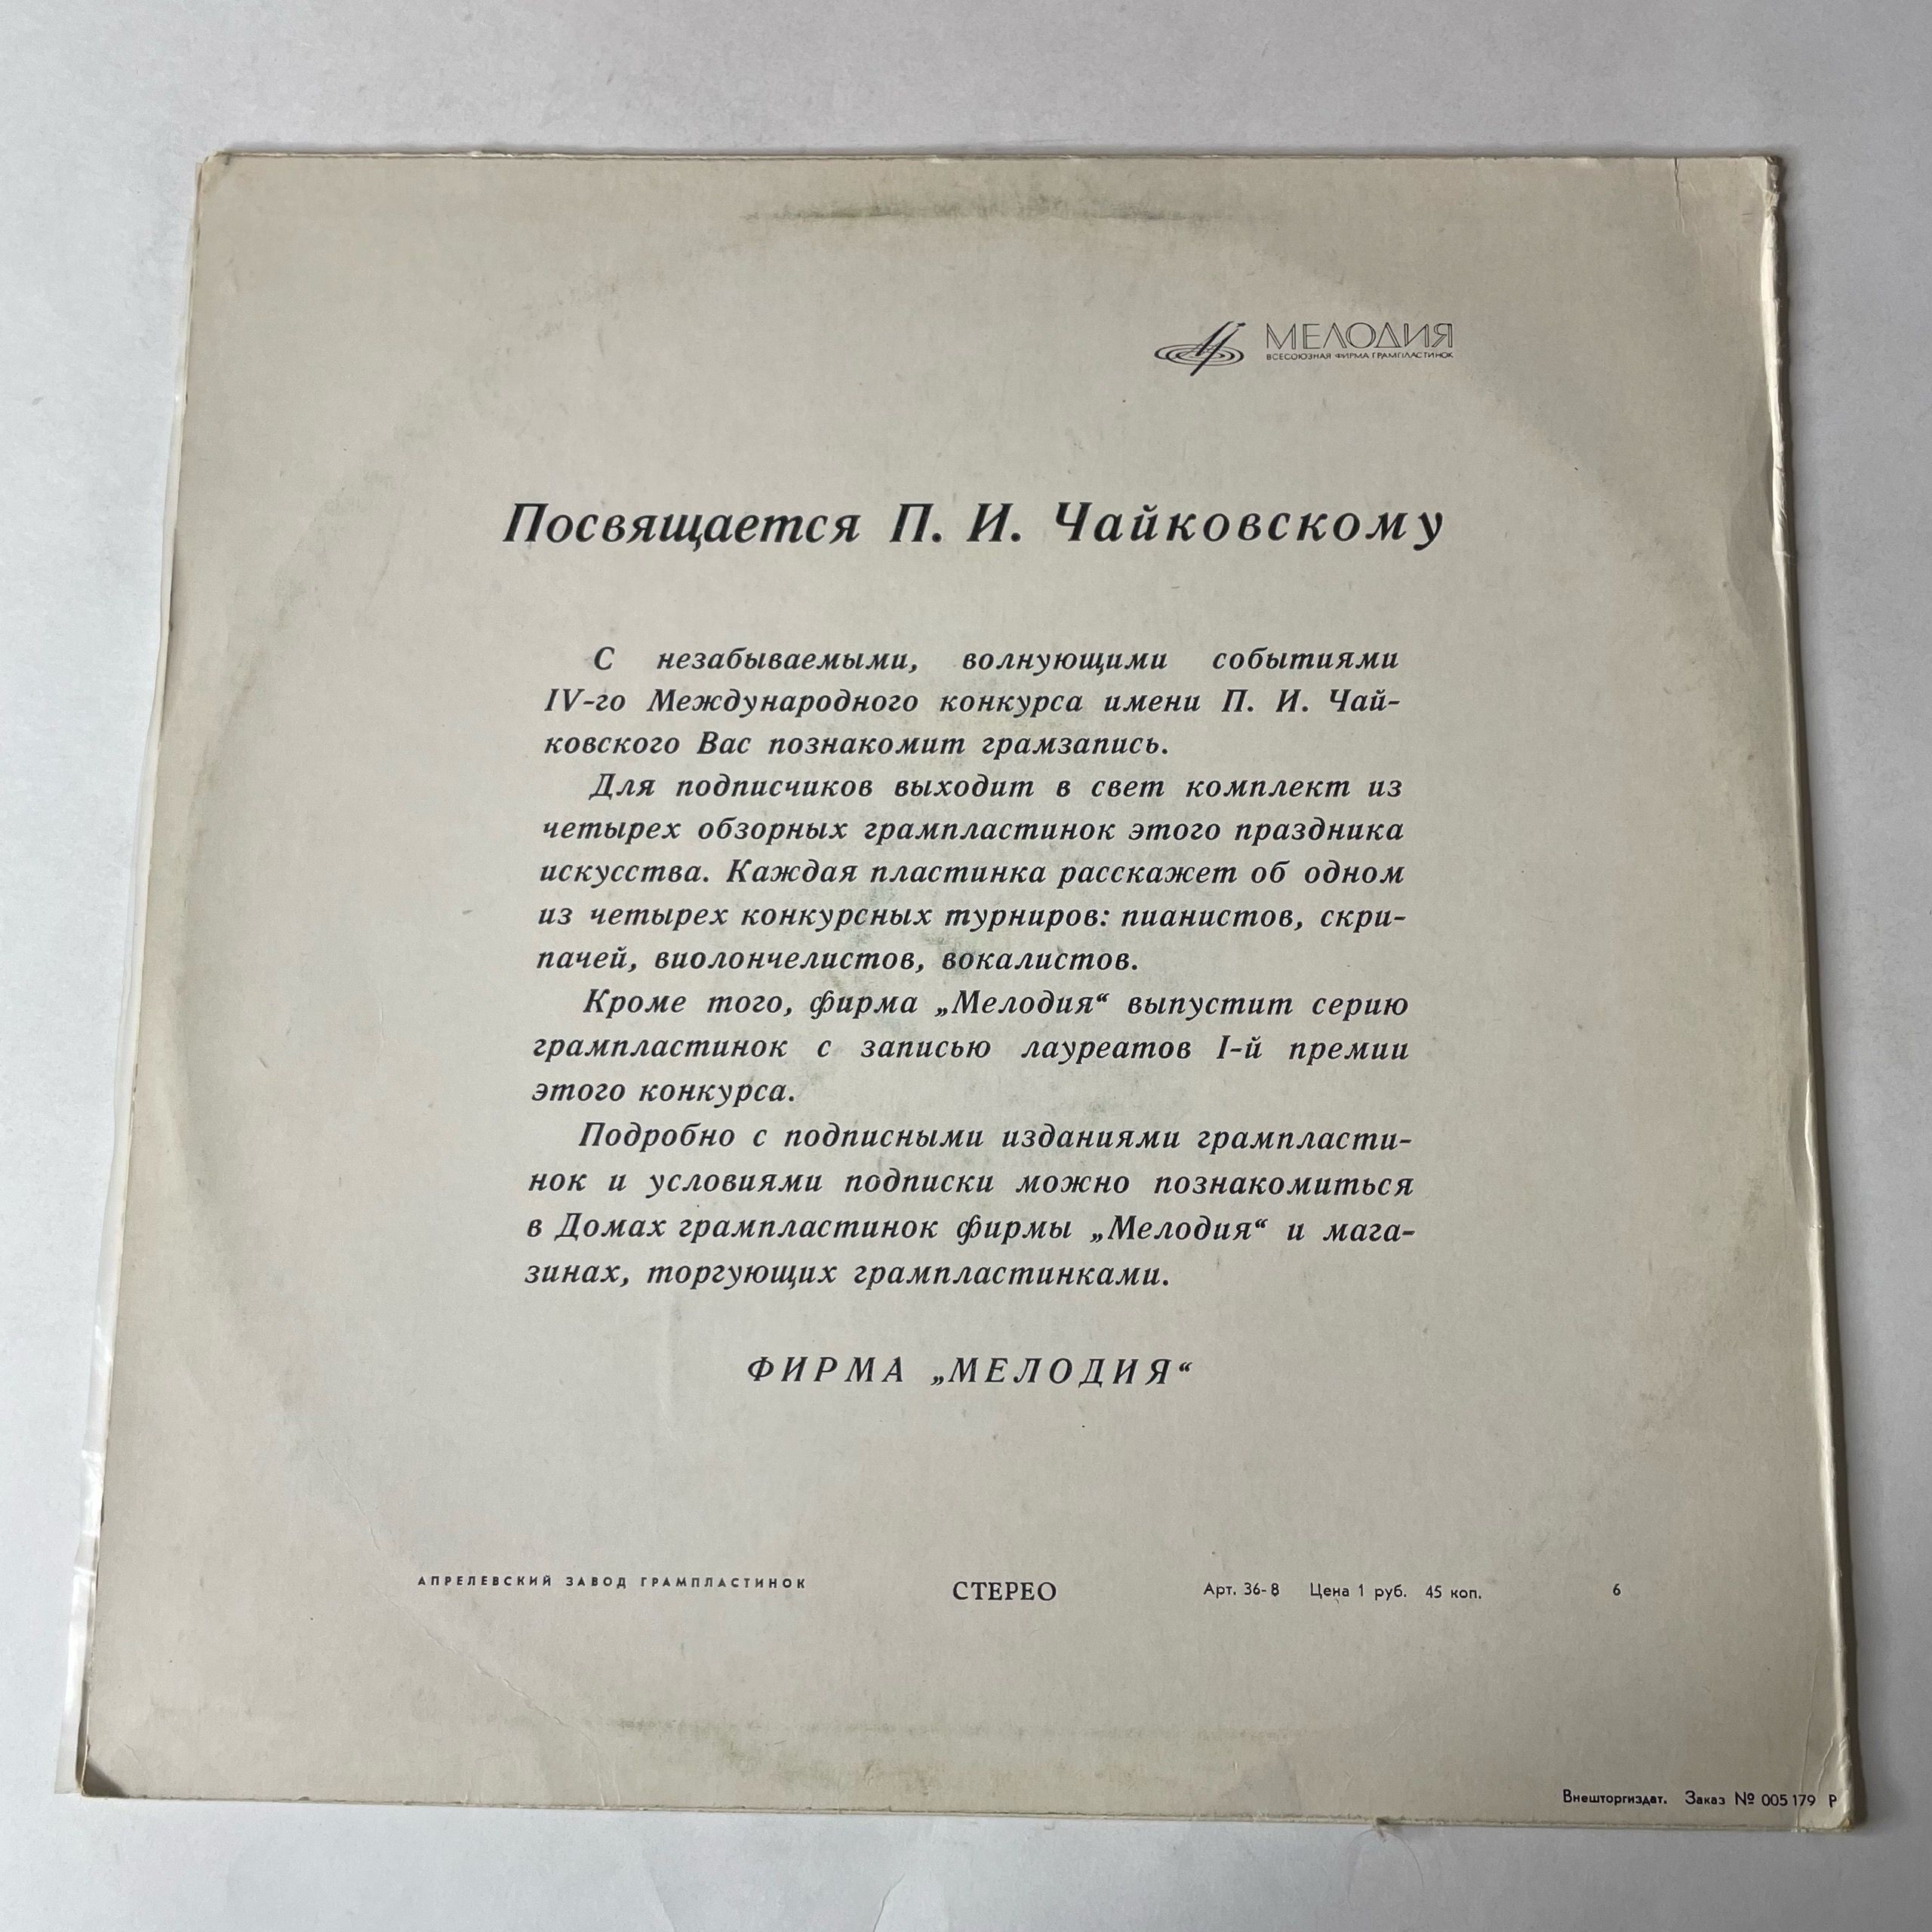 МЕЛОДИЯ
ВСЕСОЮЗНАЯ ФИРМА ГРАМПЛАСТИНОК
Посвящается П. И. Чайковскому
С незабываемыми, волнующими событиями
IV-го Международного конкурса имени П. И. Чай-
ковского Вас познакомит грамзапись.
Для подписчиков выходит в свет комплект из
четырех обзорных грампластинок этого праздника
искусства. Каждая пластинка расскажет об одном
из четырех конкурсных турниров: пианистов, скри-
пачей, виолончелистов, вокалистов.
Кроме того, фирма „Мелодия“ выпустит серию
грампластинок с записью лауреатов I-й премии
этого конкурса.
Подробно с подписными изданиями грампласти-
нок и условиями подписки можно познакомиться
в Домах грампластинок фирмы „Мелодия“ и мага-
зинах, торгующих грампластинками.
ФИРМА „МЕЛОДИЯ“
АПРЕЛЕВСКИЙ ЗАВОД ГРАМПЛАСТИНОК СТЕРЕО Арт. 36-8 Цена 1 руб. 45 коп. 6
Внешторгиздат. Заказ № 005179 Р